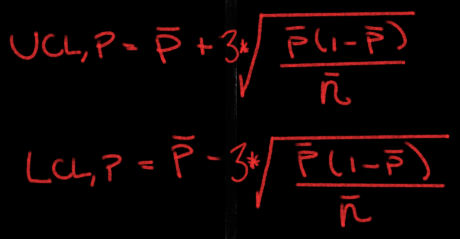 UCL,P = p̄ + 3* √(p̄(1-p̄) / n̄)
LCL,P = p̄ - 3* √(p̄(1-p̄) / n̄)